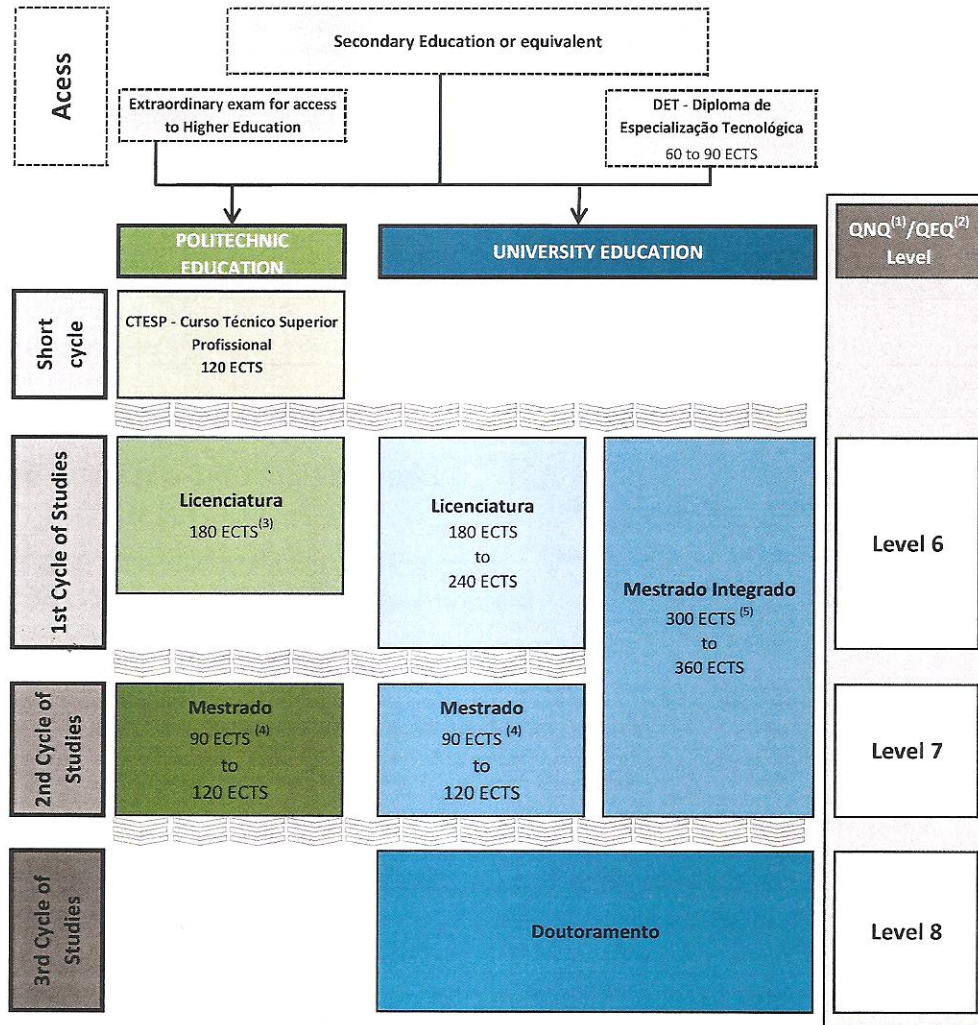 Acess
Secondary Education or equivalent
Extraordinary exam for access
to Higher Education
DET - Diploma de
Especialização Tecnológica
60 to 90 ECTS
POLITECHNIC
EDUCATION
UNIVERSITY EDUCATION
QNQ(1)/QEQ(2)
Level
Short
cycle
CTESP - Curso Técnico Superior
Profissional
120 ECTS
1st Cycle of Studies
Licenciatura
180 ECTS(3)
Licenciatura
180 ECTS
to
240 ECTS
Mestrado Integrado
300 ECTS (5)
to
360 ECTS
Level 6
2nd Cycle of
Studies
Mestrado
90 ECTS (4)
to
120 ECTS
Mestrado
90 ECTS (4)
to
120 ECTS
Level 7
3rd Cycle of
Studies
Doutoramento
Level 8